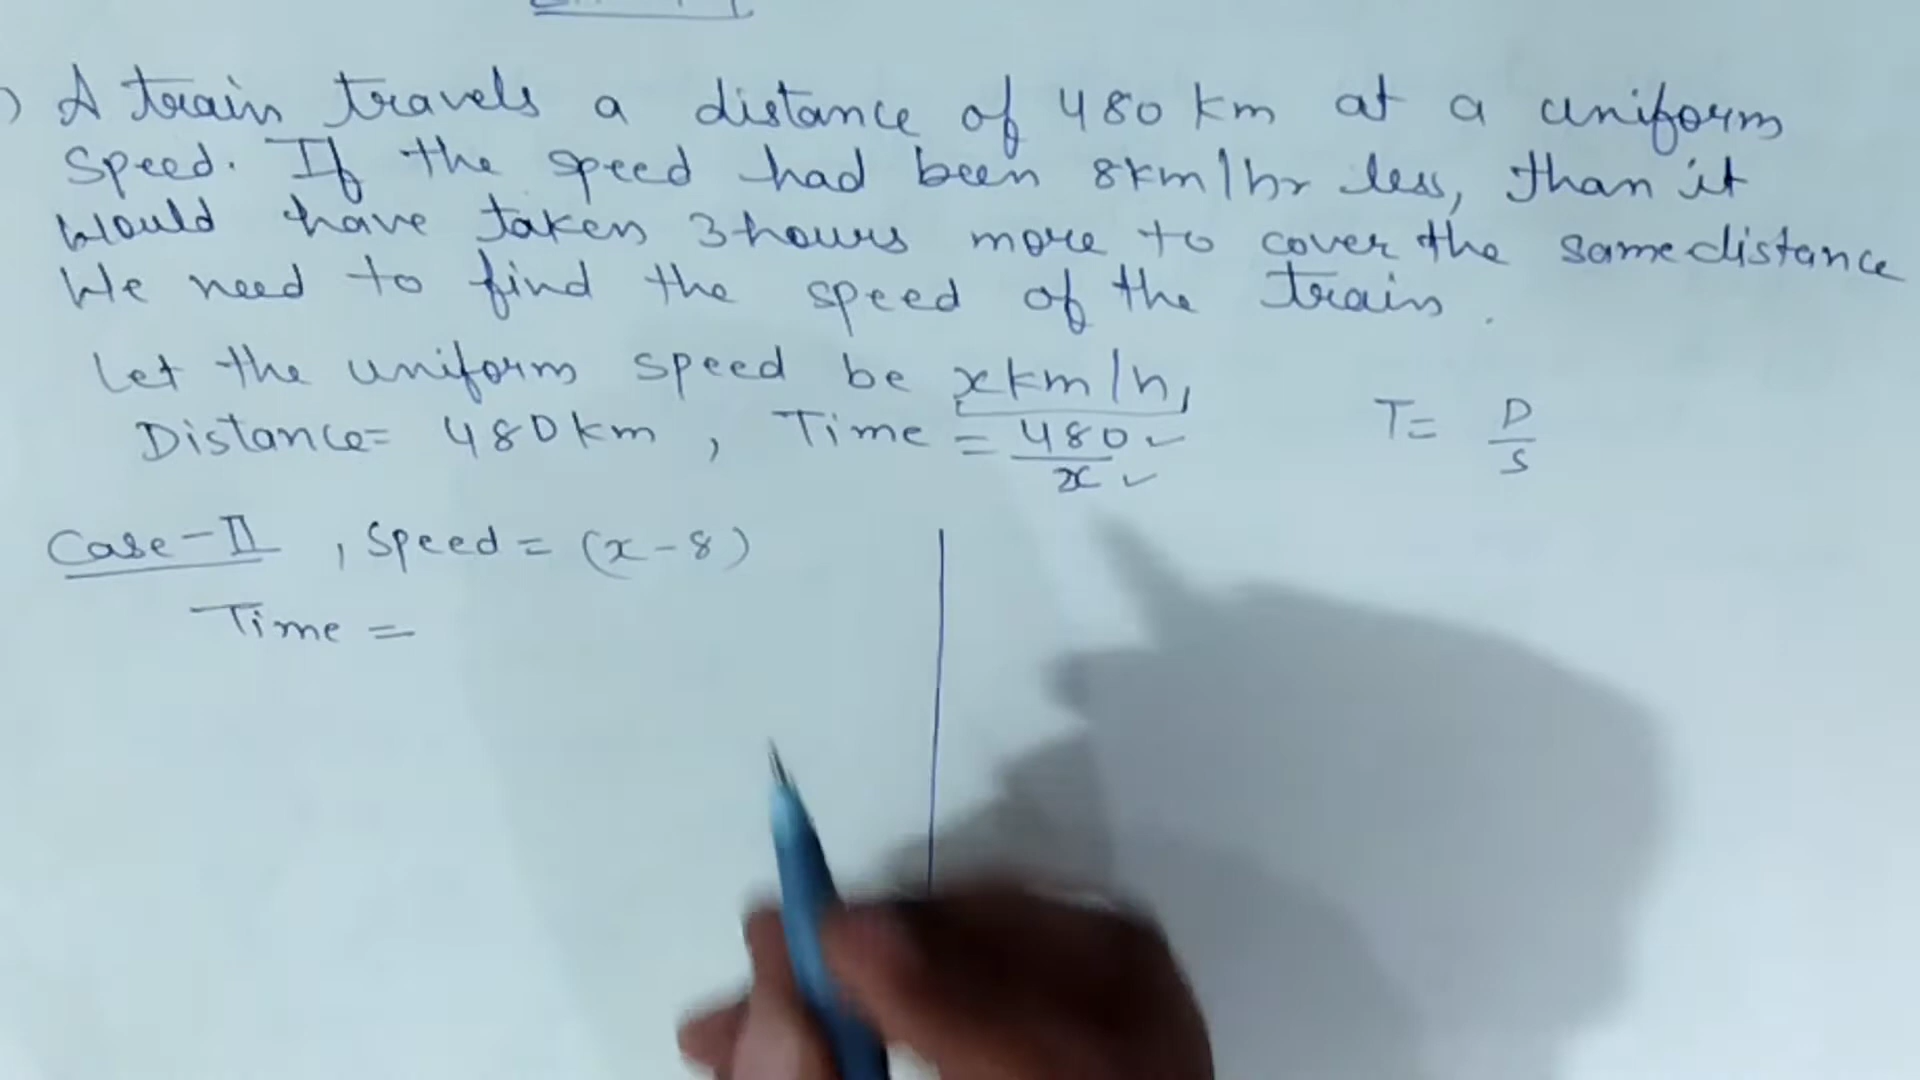 ) A train travels a distance of 480 km at a uniform
speed. If the speed had been 8km/hr less, than it
would have taken 3 hours more to cover the same distance
We need to find the speed of the train.
Let the uniform speed be x km/h,
Distance = 480 km, Time = 480/x T = D/S
Case-II, Speed = (x-8)
Time =